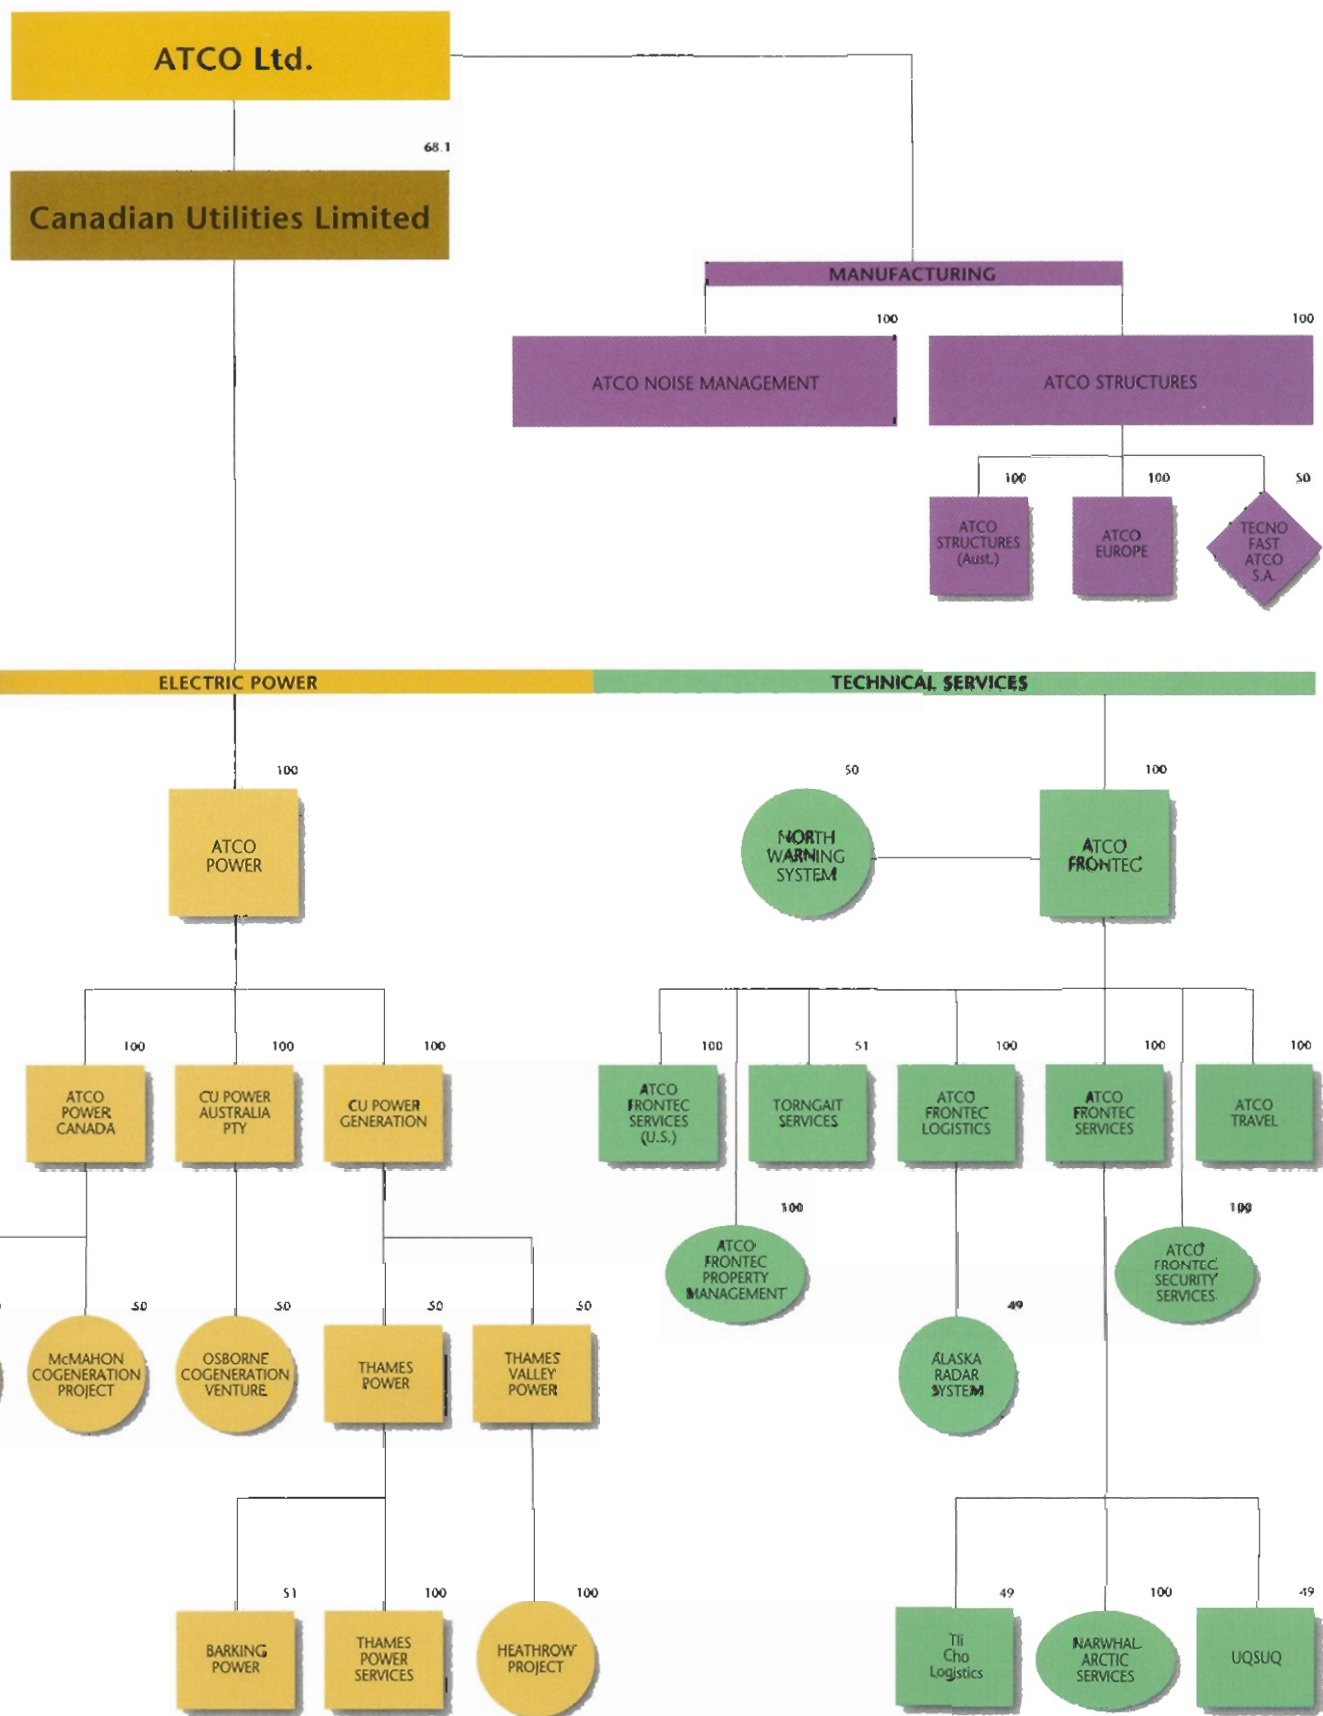 ATCO Ltd.
68.1
Canadian Utilities Limited
MANUFACTURING
100
100
ATCO NOISE MANAGEMENT
ATCO STRUCTURES
100
100
50
ATCO
STRUCTURES
(Aust.)
ATCO
EUROPE
TECNO
FAST
ATCO
S.A.
ELECTRIC POWER
TECHNICAL SERVICES
100
50
100
ATCO
POWER
NORTH
WARNING
SYSTEM
ATCO
FRONTEC
100
100
100
100
51
100
100
100
ATCO
POWER
CANADA
CU POWER
AUSTRALIA
PTY
CU POWER
GENERATION
ATCO
FRONTEC
SERVICES
(U.S.)
TORNGAIT
SERVICES
ATCO
FRONTEC
LOGISTICS
ATCO
FRONTEC
SERVICES
ATCO
TRAVEL
100
100
ATCO
FRONTEC
PROPERTY
MANAGEMENT
ATCO
FRONTEC
SECURITY
SERVICES
50
50
50
50
49
McMAHON
COGENERATION
PROJECT
OSBORNE
COGENERATION
VENTURE
THAMES
POWER
THAMES
VALLEY
POWER
ALASKA
RADAR
SYSTEM
51
100
100
49
100
49
BARKING
POWER
THAMES
POWER
SERVICES
HEATHROW
PROJECT
Tli
Cho
Logistics
NARWHAL
ARCTIC
SERVICES
UQSUQ